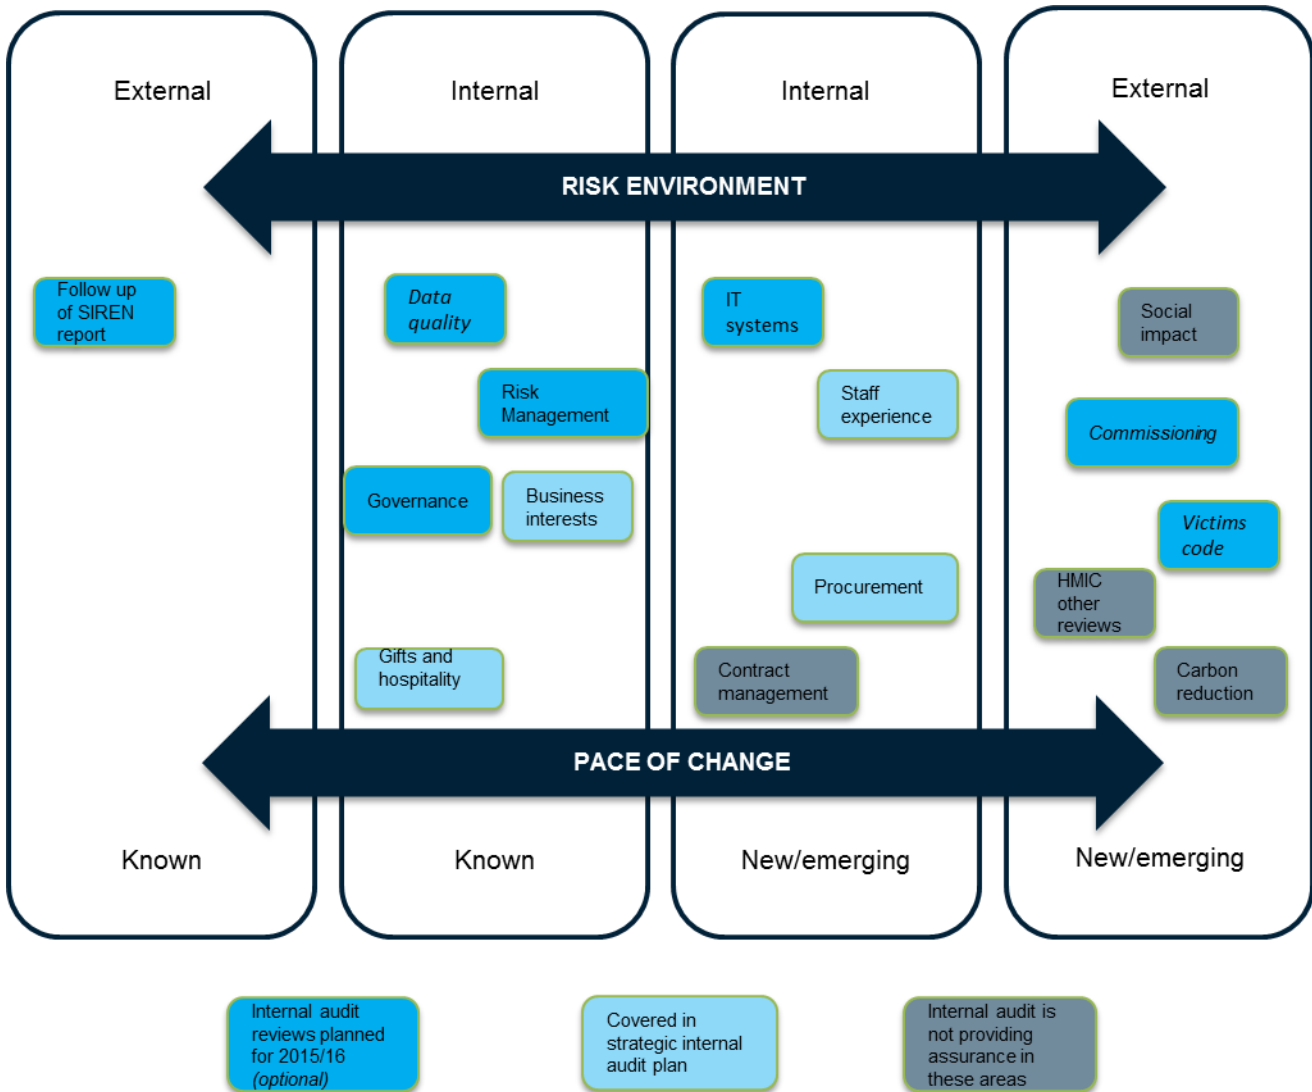 External
Internal
Internal
External
RISK ENVIRONMENT
Follow up
of SIREN
report
Data
quality
IT
systems
Social
impact
Risk
Management
Staff
experience
Commissioning
Governance
Business
interests
Victims
code
Procurement
HMIC
other
reviews
Gifts and
hospitality
Contract
management
Carbon
reduction
PACE OF CHANGE
Known
Known
New/emerging
New/emerging
Internal audit
reviews planned
for 2015/16
(optional)
Covered in
strategic internal
audit plan
Internal audit is
not providing
assurance in
these areas